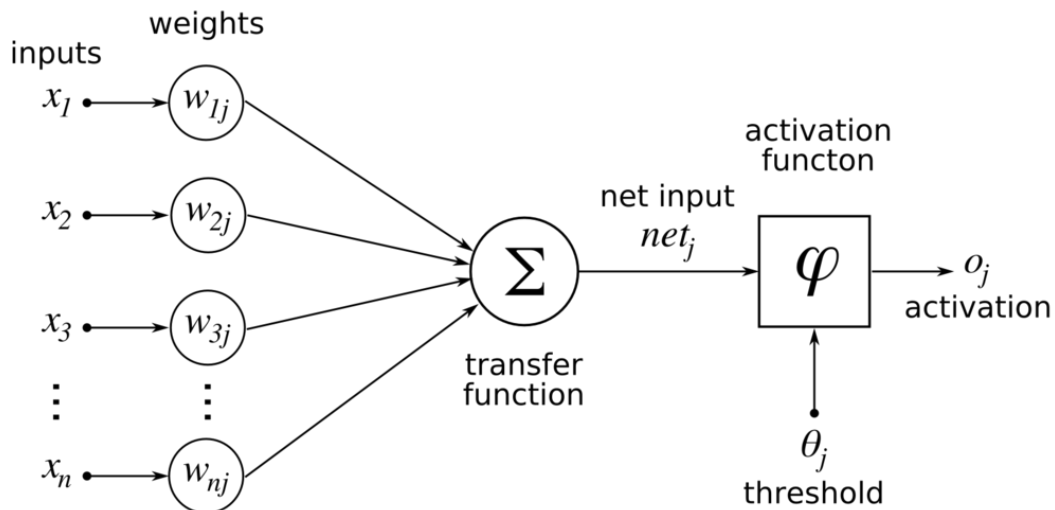 weights
inputs
x1
w1j
x2
w2j
x3
w3j
⋮
⋮
xn
wnj
Σ
transfer
function
net input
netj
activation
functon
φ
oj
activation
θj
threshold